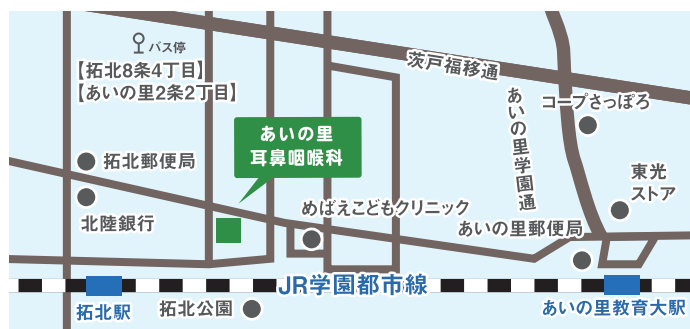 バス停
【拓北8条4丁目】
【あいの里2条2丁目】
茨戸福移通
コープさっぽろ
あいの里学園通
あいの里
耳鼻咽喉科
拓北郵便局
東光
ストア
めばえこどもクリニック
北陸銀行
あいの里郵便局
JR学園都市線
拓北駅
拓北公園
あいの里教育大駅